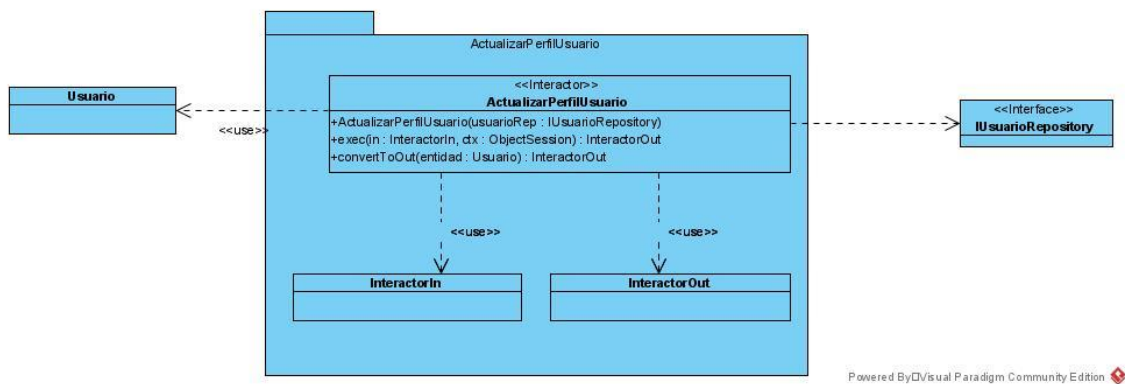 ActualizarPerfilUsuario
<<Interactor>>
ActualizarPerfilUsuario
+ActualizarPerfilUsuario(usuarioRep : IUsuarioRepository)
+exec(in : InteractorIn, ctx : ObjectSession) : InteractorOut
+convertToOut(entidad : Usuario) : InteractorOut
Usuario
<<use>>
<<Interface>>
IUsuarioRepository
<<use>>
<<use>>
InteractorIn
InteractorOut
Powered By□Visual Paradigm Community Edition